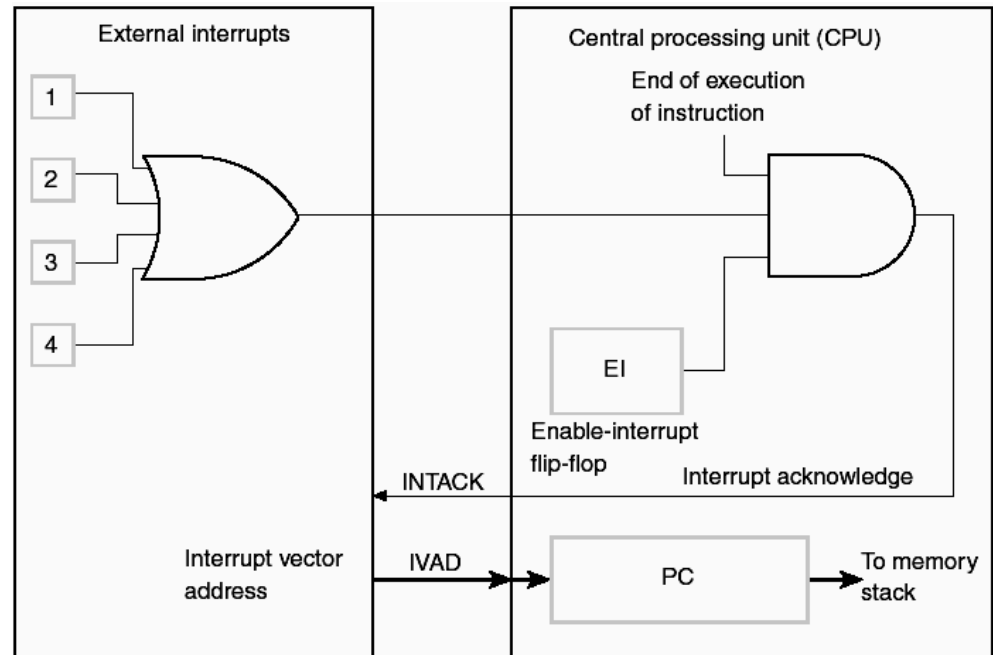 External interrupts
1
2
3
4
Central processing unit (CPU)
End of execution
of instruction
EI
Enable-interrupt
flip-flop
INTACK
Interrupt acknowledge
Interrupt vector
address
IVAD
PC
To memory
stack